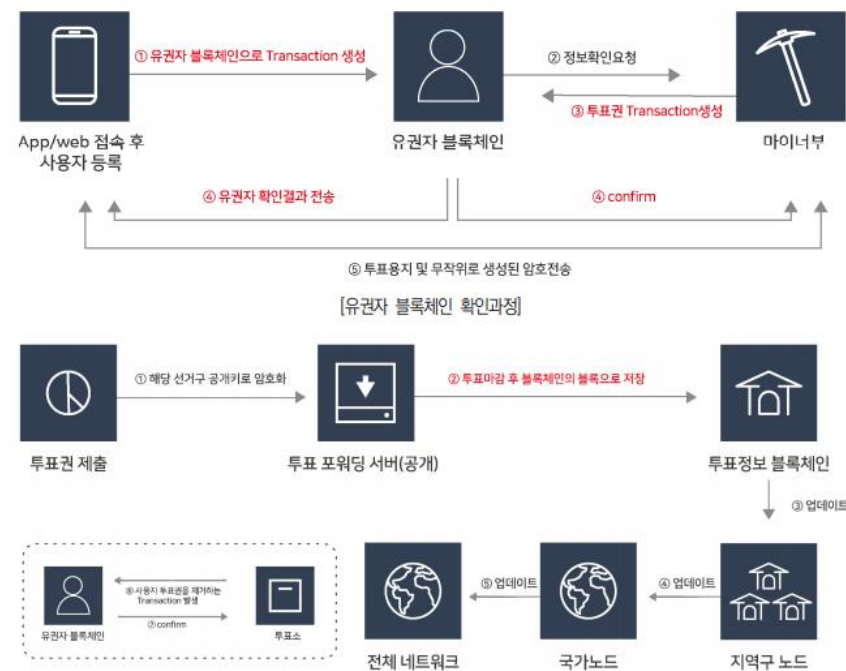 ① 유권자 블록체인으로 Transaction 생성
② 정보확인요청
③ 투표권 Transaction생성
App/web 접속 후
사용자 등록
유권자 블록체인
마이너부
④ 유권자 확인결과 전송
④ confirm
⑤ 투표용지 및 무작위로 생성된 암호전송
[유권자 블록체인 확인과정]
① 해당 선거구 공개키로 암호화
② 투표마감 후 블록체인의 블록으로 저장
투표권 제출
투표 포워딩 서버(공개)
투표정보 블록체인
③ 업데이트
⑥ 사용자 투표권을 제거하는
Transaction 발생
⑦ confirm
유권자 블록체인
투표소
⑤ 업데이트
④ 업데이트
전체 네트워크
국가노드
지역구 노드